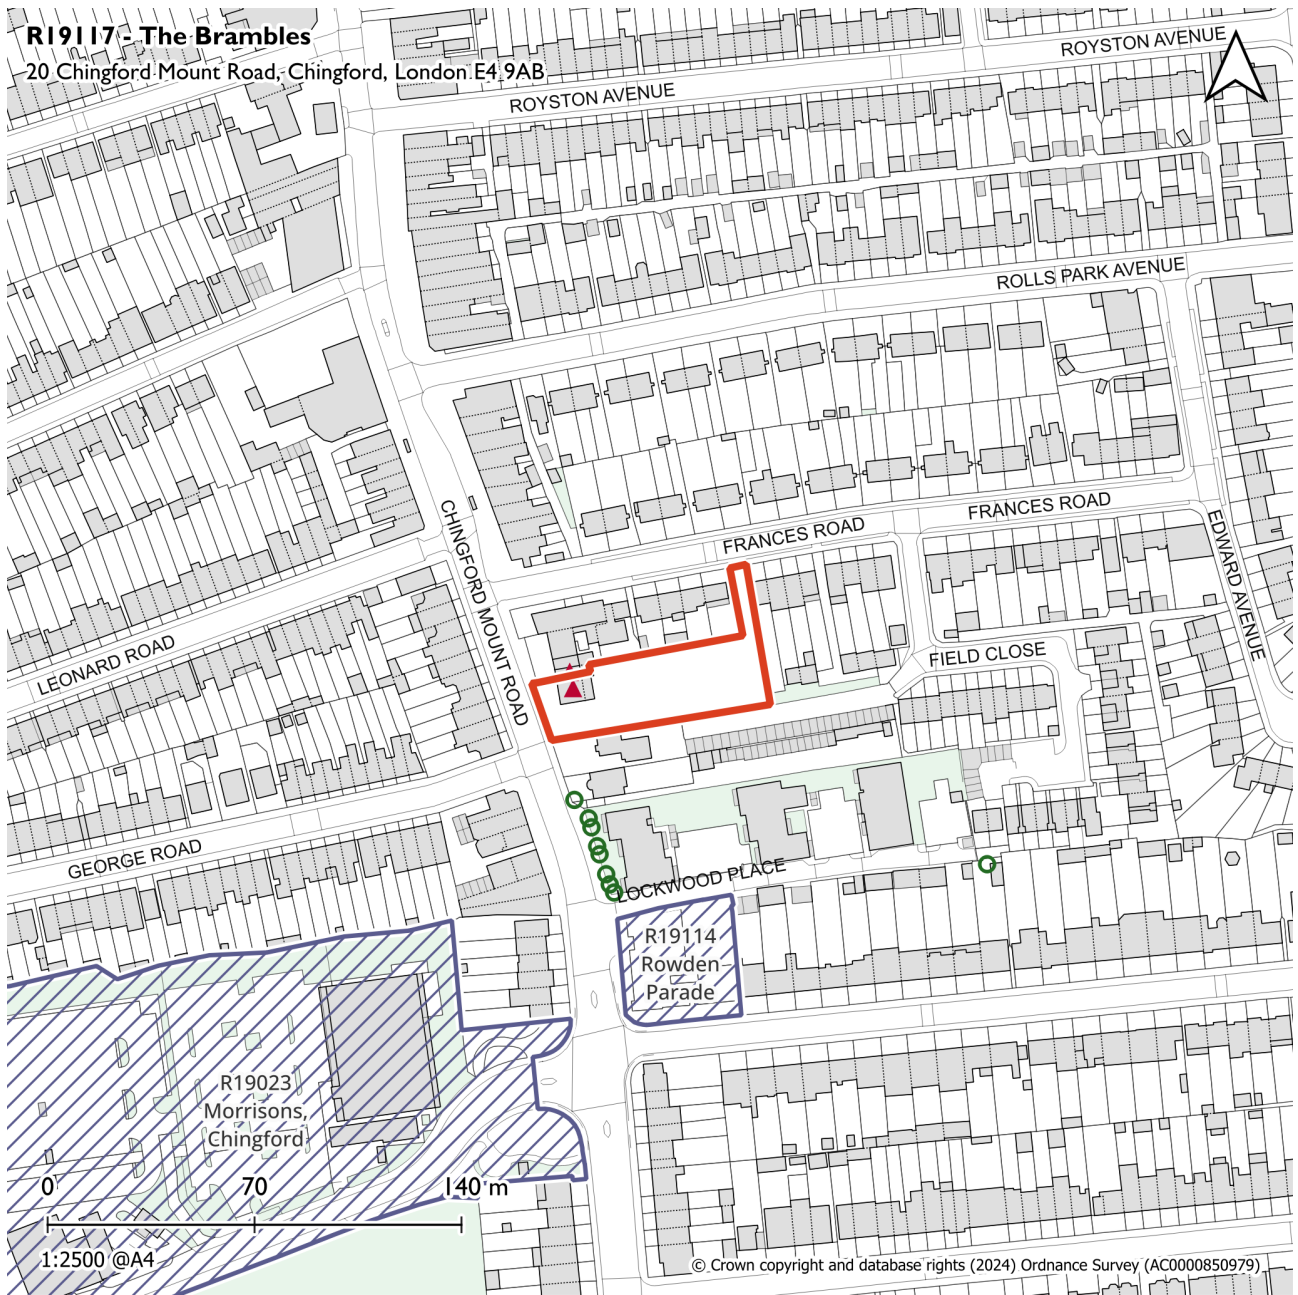 R19117 - The Brambles
20 Chingford Mount Road, Chingford, London E4 9AB
ROYSTON AVENUE
ROYSTON AVENUE
ROLLS PARK AVENUE
CHINGFORD MOUNT ROAD
FRANCES ROAD
FRANCES ROAD
EDWARD AVENUE
LEONARD ROAD
FIELD CLOSE
GEORGE ROAD
LOCKWOOD PLACE
R19114
Rowden
Parade
R19023
Morrisons,
Chingford
0 70 140 m
1:2500 @A4
© Crown copyright and database rights (2024) Ordnance Survey (AC0000850979)